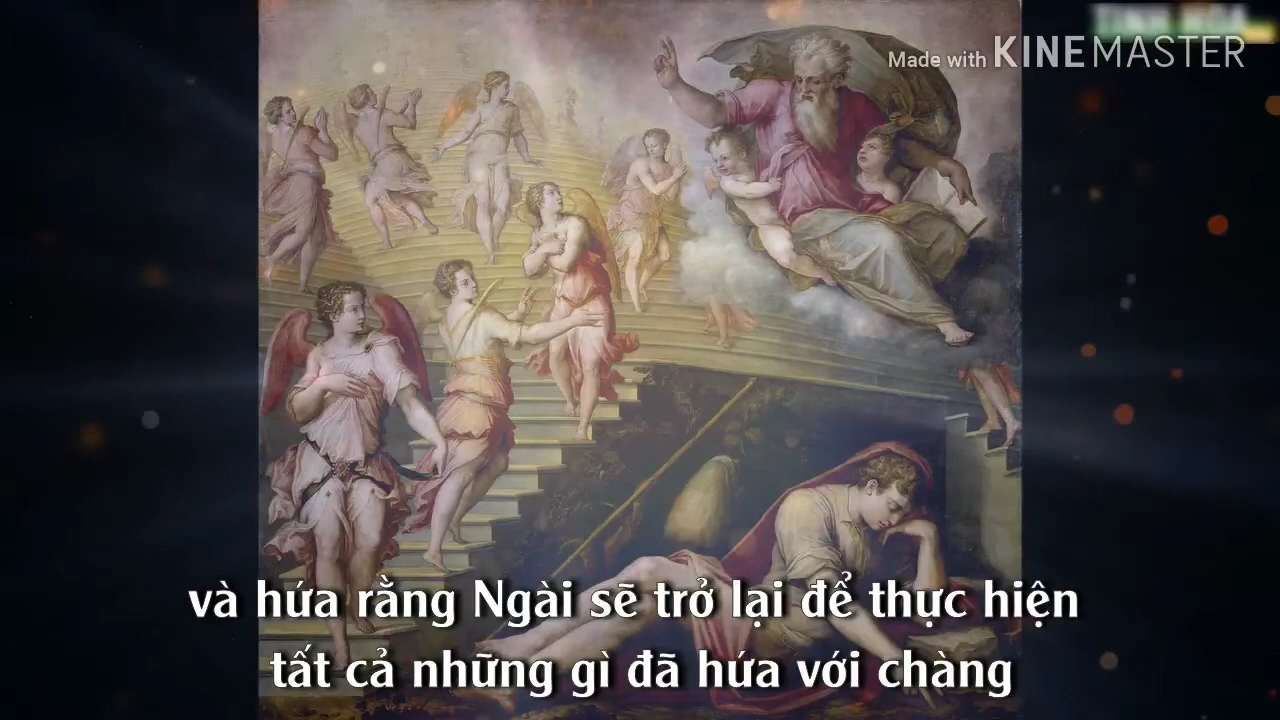 Made with KINEMASTER
và hứa rằng Ngài sẽ trở lại để thực hiện
tất cả những gì đã hứa với chàng